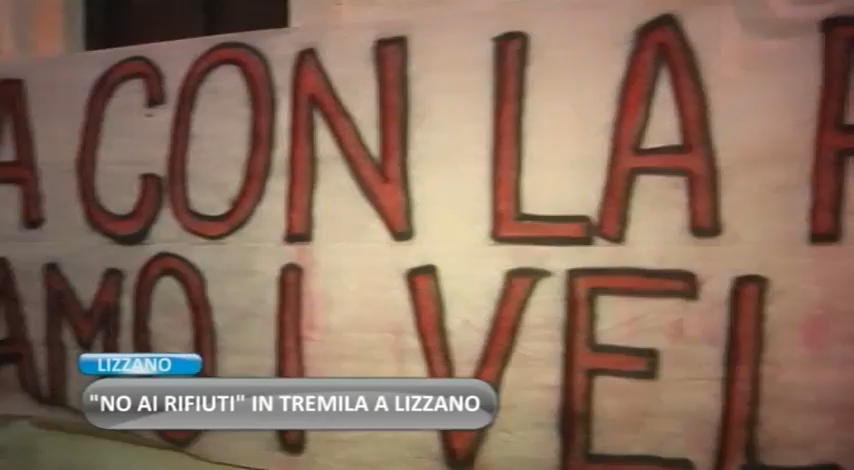 A CON LA
AMO I VEL
LIZZANO
"NO AI RIFIUTI" IN TREMILA A LIZZANO